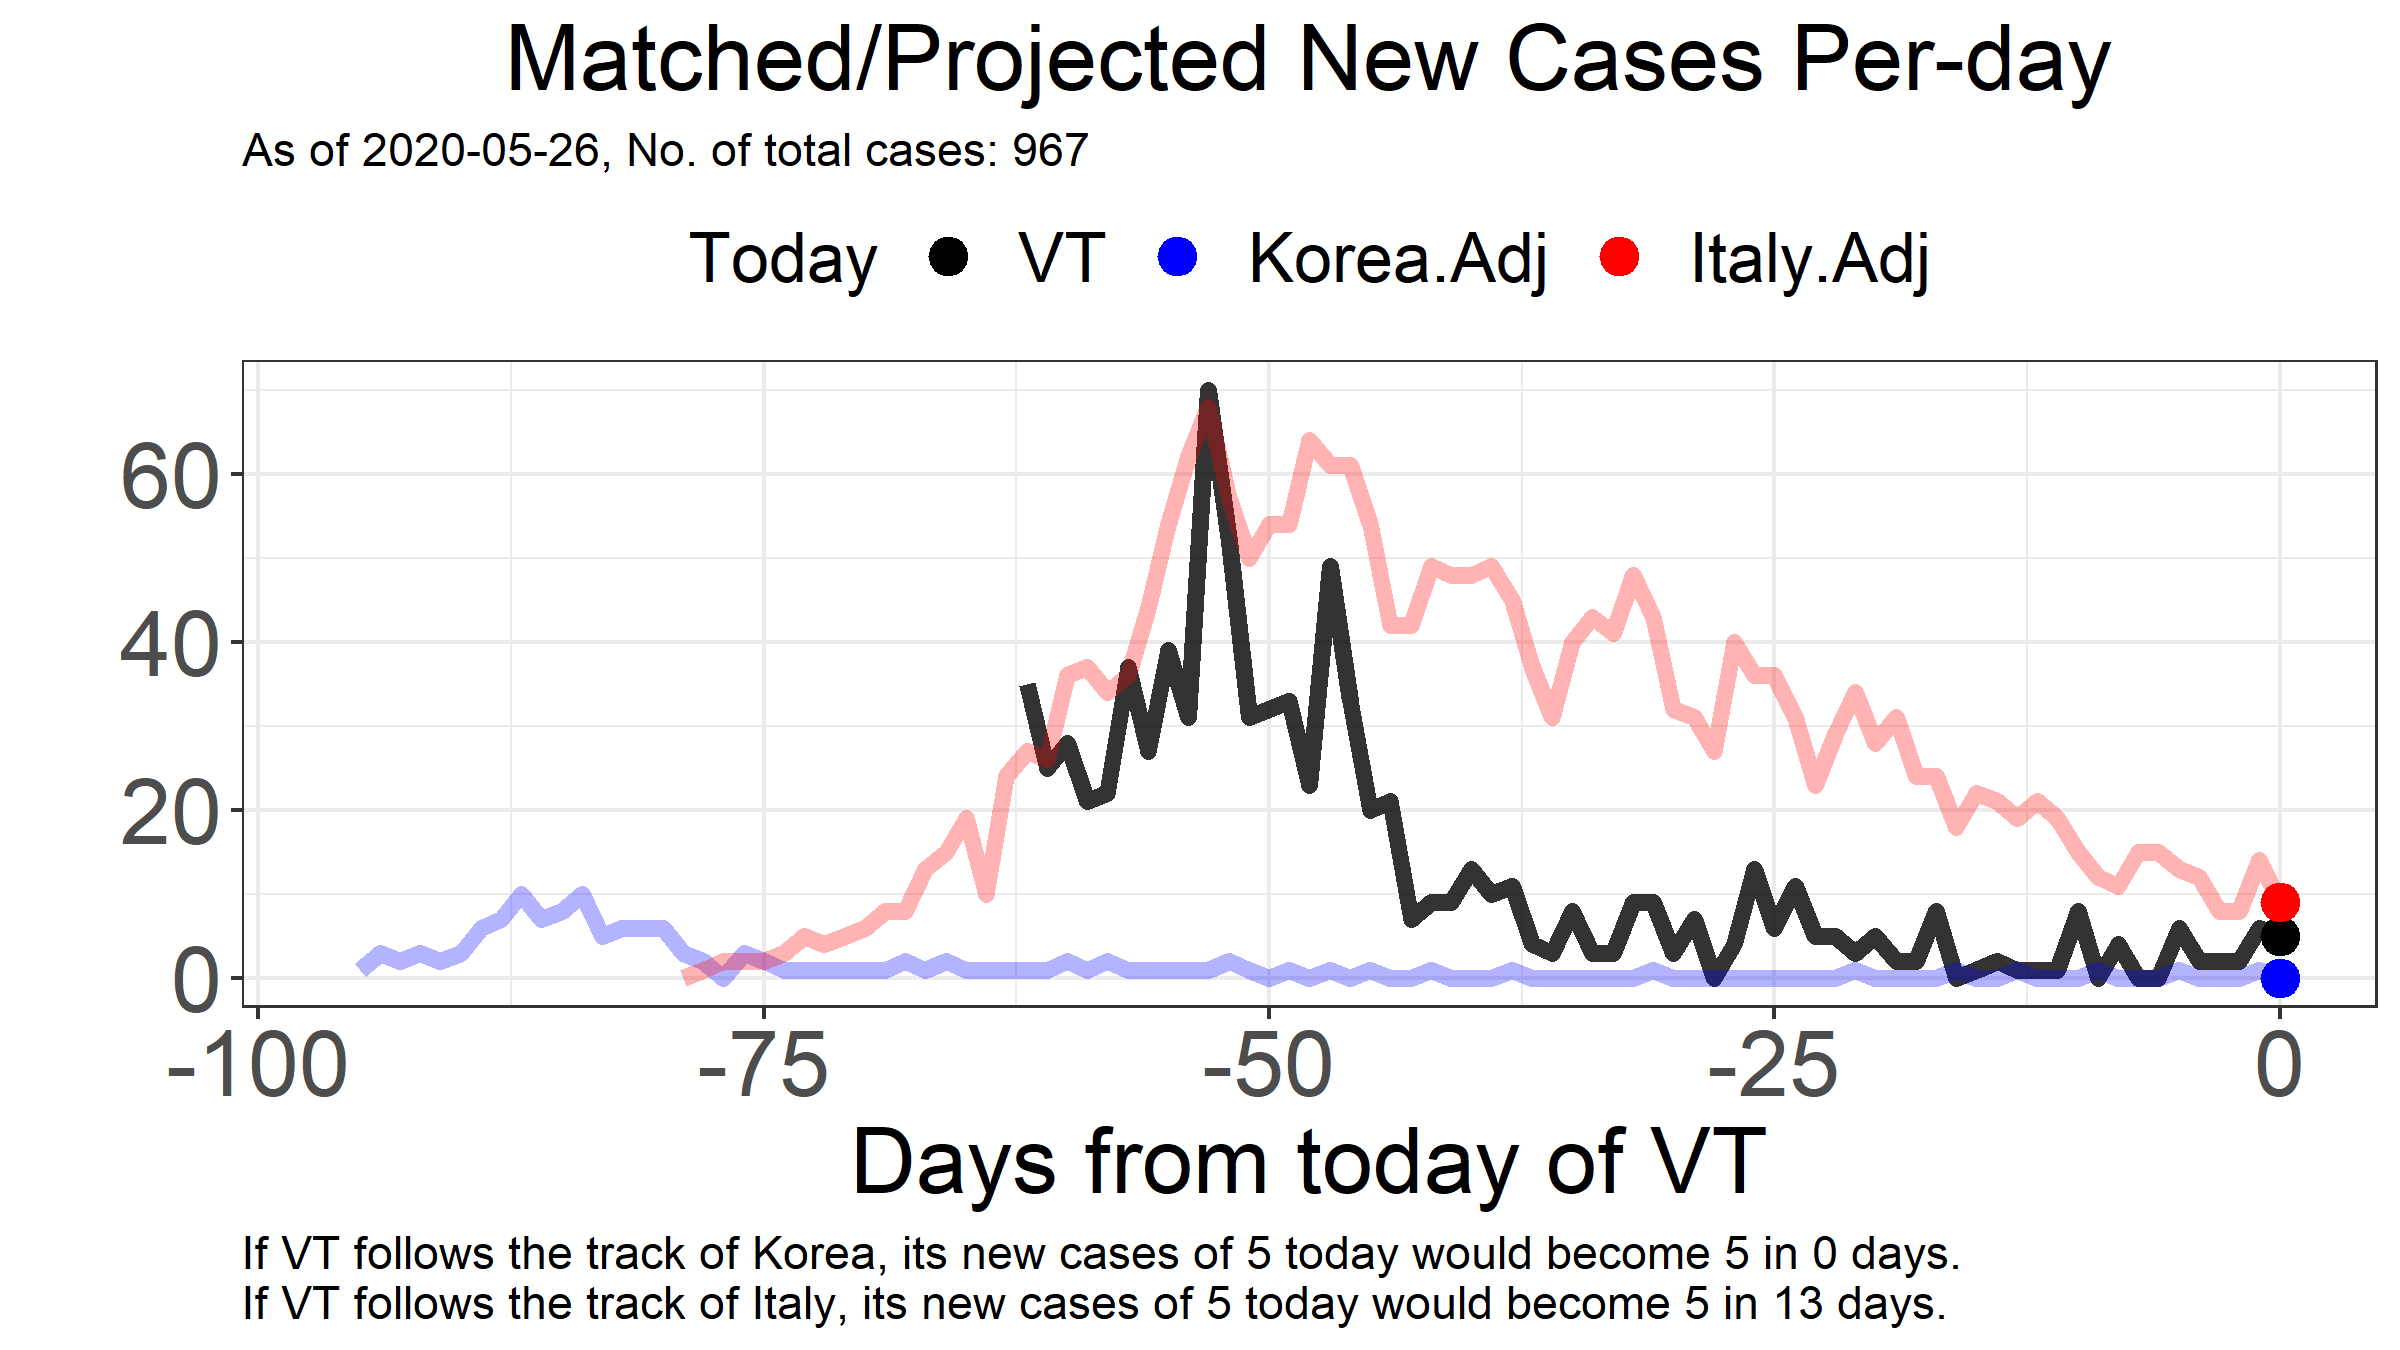 Matched/Projected New Cases Per-day
As of 2020-05-26, No. of total cases: 967
Today VT Korea.Adj Italy.Adj
60
40
20
0
-100 -75 -50 -25 0
Days from today of VT
If VT follows the track of Korea, its new cases of 5 today would become 5 in 0 days.
If VT follows the track of Italy, its new cases of 5 today would become 5 in 13 days.